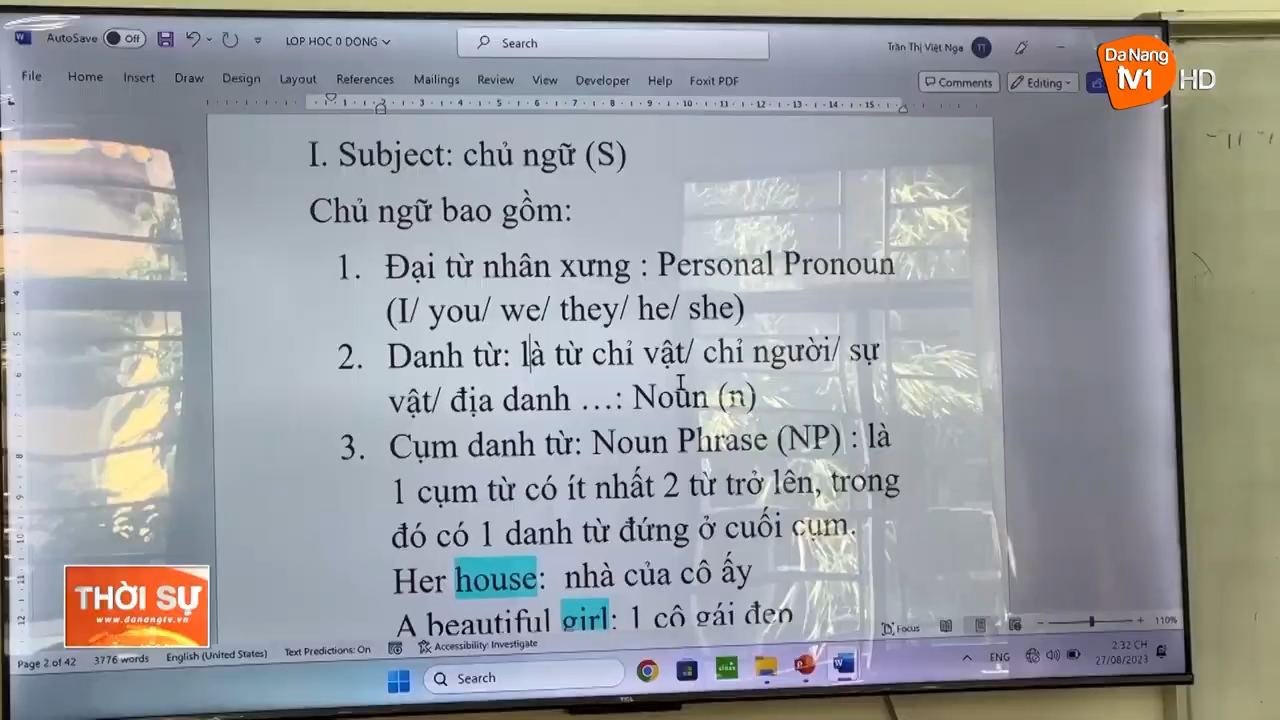 AutoSave Off LOP HOC 0 DONG Search Trần Thị Việt Nga TT
DaNang
TV1 HD
File Home Insert Draw Design Layout References Mailings Review View Developer Help Foxit PDF Comments Editing
I. Subject: chủ ngữ (S)
Chủ ngữ bao gồm:
1. Đại từ nhân xưng : Personal Pronoun
(I/ you/ we/ they/ he/ she)
2. Danh từ: là từ chỉ vật/ chỉ người/ sự
vật/ địa danh …: Noun (n)
3. Cụm danh từ: Noun Phrase (NP) : là
1 cụm từ có ít nhất 2 từ trở lên, trong
đó có 1 danh từ đứng ở cuối cụm.
Her house: nhà của cô ấy
A beautiful girl: 1 cô gái đẹp
THỜI SỰ
www.danangtv.vn
Page 2 of 42 3776 words English (United States) Text Predictions: On Accessibility: Investigate Focus 110%
Search ENG 2:32 CH
27/08/2023